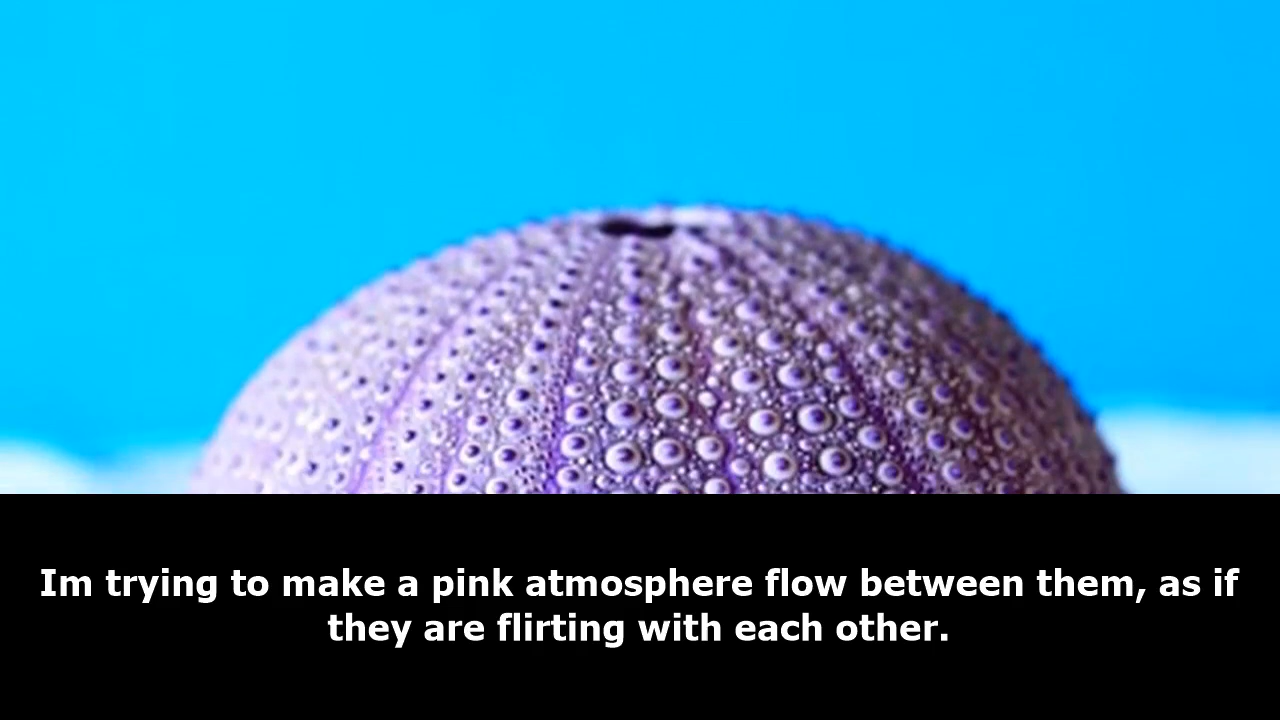 Im trying to make a pink atmosphere flow between them, as if
they are flirting with each other.